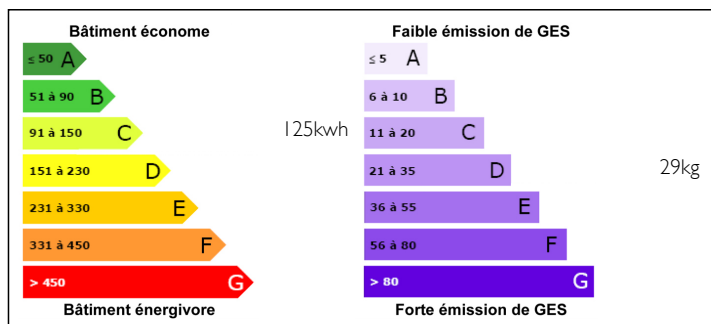 Bâtiment économe
≤ 50 A
51 à 90 B
91 à 150 C
125kwh
151 à 230 D
231 à 330 E
331 à 450 F
> 450 G
Bâtiment énergivore
Faible émission de GES
≤ 5 A
6 à 10 B
11 à 20 C
21 à 35 D
29kg
36 à 55 E
56 à 80 F
> 80 G
Forte émission de GES